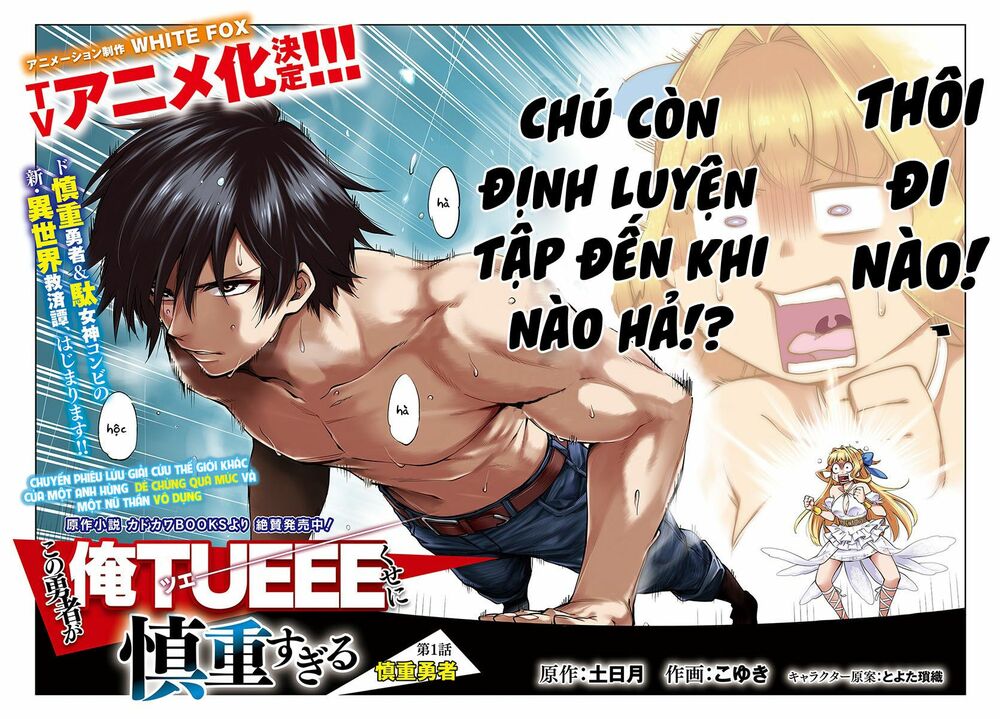 アニメーション制作 WHITE FOX
TVアニメ化決定!!!
ド慎重勇者&駄女神コンビの
新・異世界救済譚、はじまります!!
CHUYẾN PHIÊU LƯU GIẢI CỨU THẾ GIỚI KHÁC
CỦA MỘT ANH HÙNG DÈ CHỪNG QUÁ MỨC VÀ
MỘT NỮ THẦN VÔ DỤNG
THÔI
ĐI
NÀO!
CHÚ CÒN
ĐỊNH LUYỆN
TẬP ĐẾN KHI
NÀO HẢ!?
hà
hà
hộc
原作小説 カドカワBOOKSより 絶賛発売中!
この勇者が
俺TUEEE
ツエ
くせに
慎重すぎる
第1話
慎重勇者
原作:土日月 作画:こゆき キャラクター原案:とよた瑣織